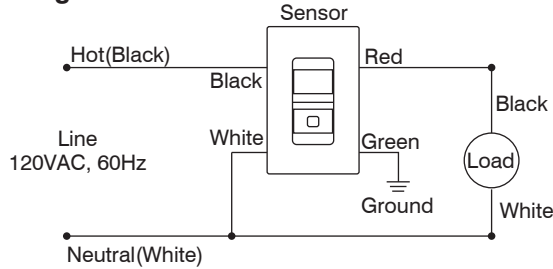 Sensor
Hot(Black)
Red
Black
Black
Line
120VAC, 60Hz
White
Green
Load
Ground
White
Neutral(White)